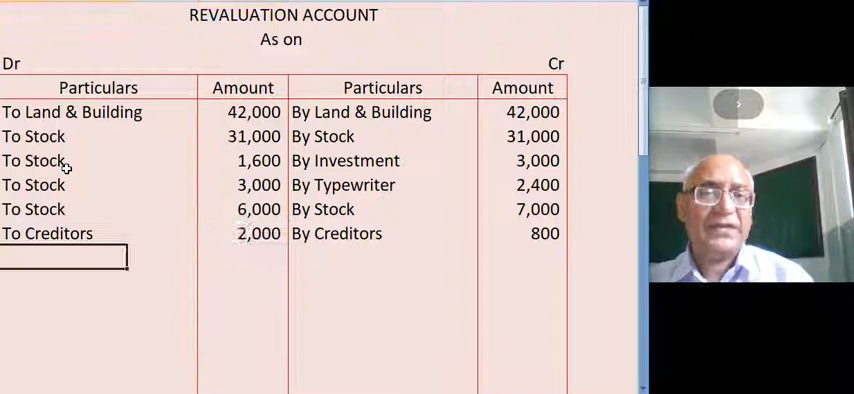 REVALUATION ACCOUNT
As on
Dr Cr
Particulars Amount Particulars Amount
To Land & Building 42,000 By Land & Building 42,000
To Stock 31,000 By Stock 31,000
To Stock 1,600 By Investment 3,000
To Stock 3,000 By Typewriter 2,400
To Stock 6,000 By Stock 7,000
To Creditors 2,000 By Creditors 800